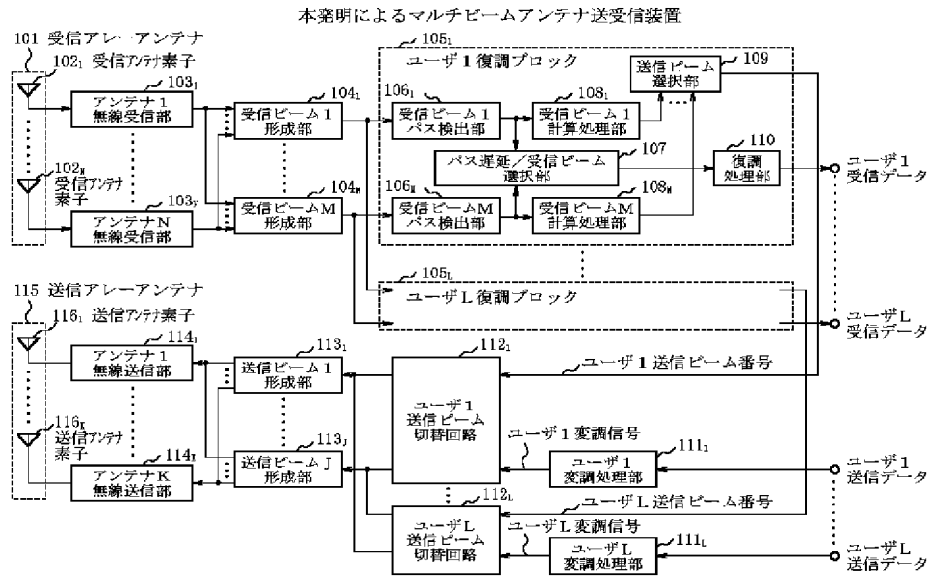 本発明によるマルチビームアンテナ送受信装置
101 受信アレーアンテナ
102₁ 受信アンテナ素子
103₁
アンテナ1
無線受信部
104₁
受信ビーム1
形成部
105₁
ユーザ1復調ブロック
106₁
受信ビーム1
パス検出部
108₁
受信ビーム1
計算処理部
送信ビーム
選択部
109
パス遅延/受信ビーム
選択部
107
110
復調
処理部
ユーザ1
受信データ
102N
受信アンテナ
素子
103N
アンテナN
無線受信部
104M
受信ビームM
形成部
106M
受信ビームM
パス検出部
108M
受信ビームM
計算処理部
105L
ユーザL復調ブロック
ユーザL
受信データ
115 送信アレーアンテナ
116₁ 送信アンテナ素子
114₁
アンテナ1
無線送信部
113₁
送信ビーム1
形成部
112₁
ユーザ1
送信ビーム
切替回路
ユーザ1送信ビーム番号
ユーザ1変調信号
111₁
ユーザ1
変調処理部
ユーザ1
送信データ
116K
送信アンテナ
素子
114K
アンテナK
無線送信部
113J
送信ビームJ
形成部
112L
ユーザL
送信ビーム
切替回路
ユーザL送信ビーム番号
ユーザL変調信号
111L
ユーザL
変調処理部
ユーザL
送信データ